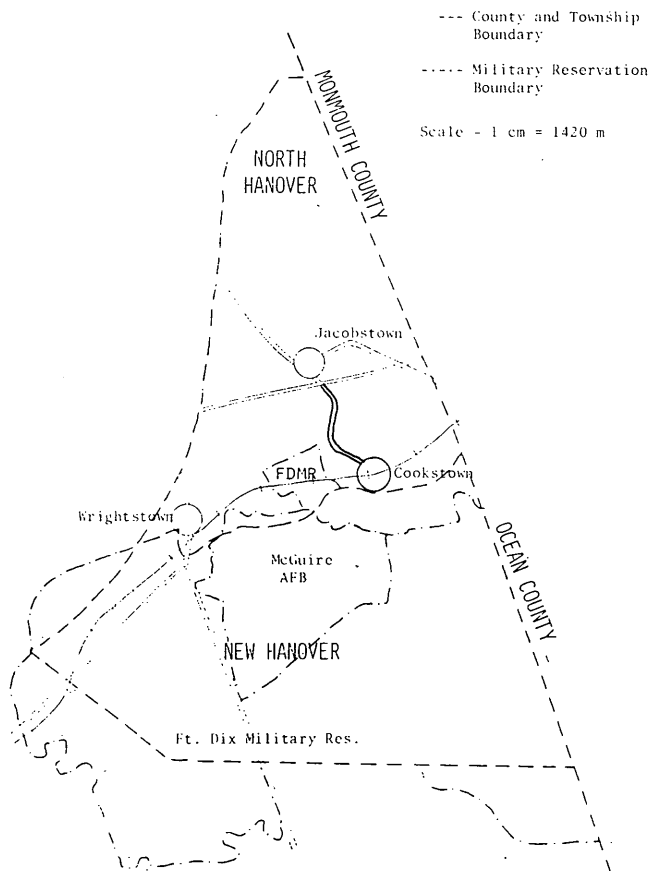 --- County and Township
Boundary
-.-.- Military Reservation
Boundary
Scale - 1 cm = 1420 m
MONMOUTH COUNTY
NORTH
HANOVER
Jacobstown
FDMR
Cookstown
Wrightstown
McGuire
AFB
OCEAN COUNTY
NEW HANOVER
Ft. Dix Military Res.